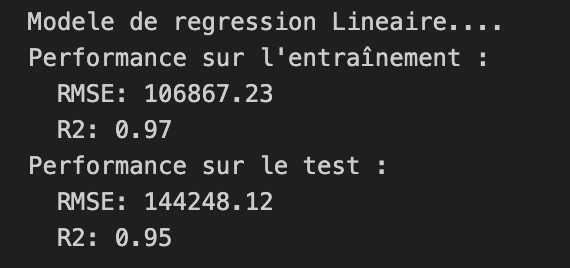 Modele de regression Lineaire....
Performance sur l'entraînement :
  RMSE: 106867.23
  R2: 0.97
Performance sur le test :
  RMSE: 144248.12
  R2: 0.95